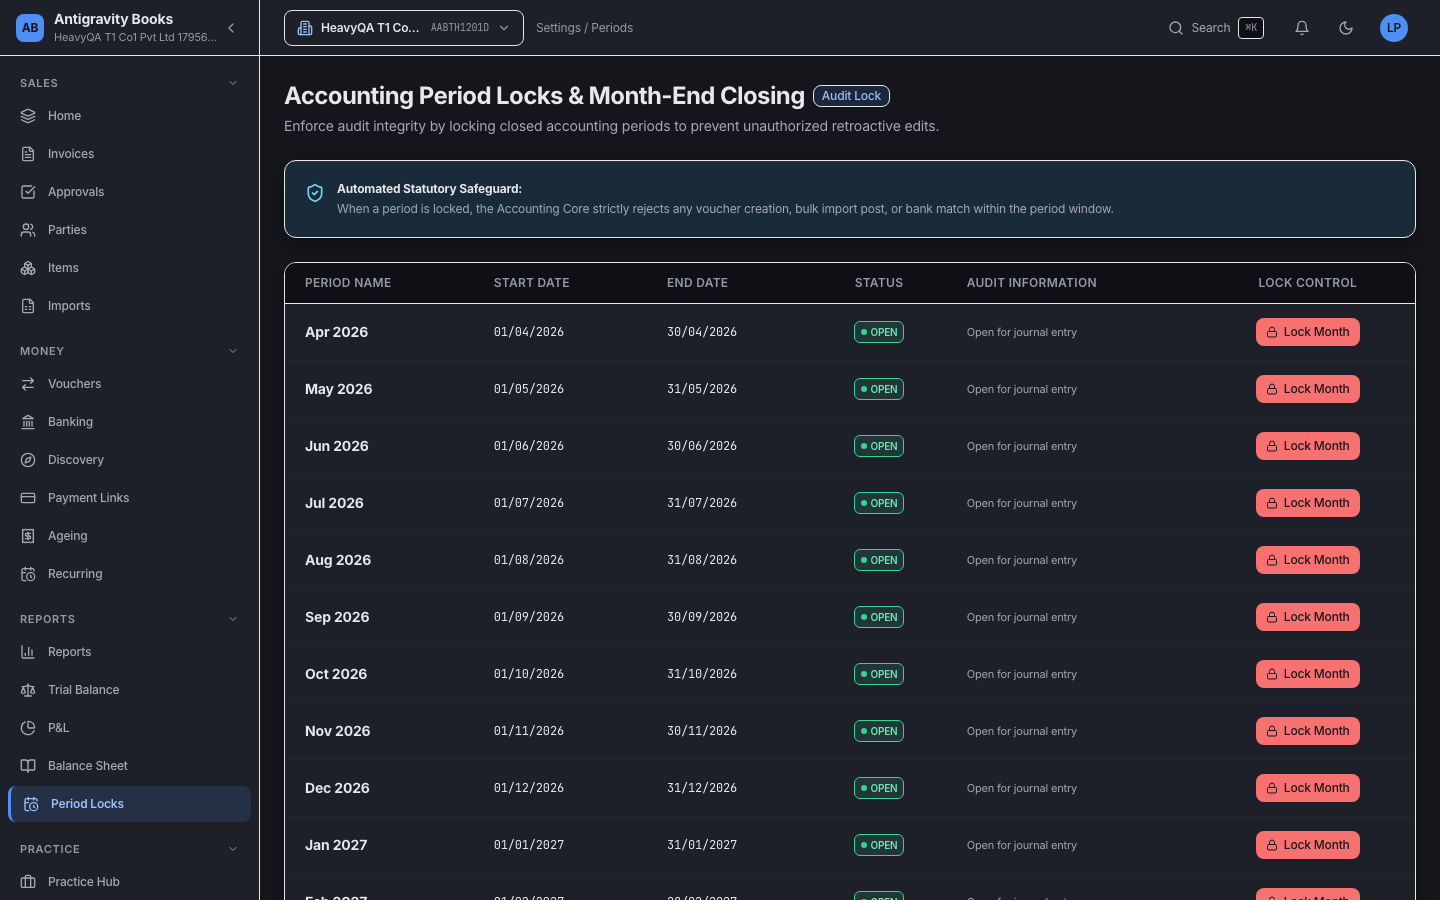 AB
Antigravity Books
HeavyQA T1 Co1 Pvt Ltd 17956...
HeavyQA T1 Co... AABTH1201D
Settings / Periods
Search ⌘K
LP
SALES
Home
Invoices
Approvals
Parties
Items
Imports
MONEY
Vouchers
Banking
Discovery
Payment Links
Ageing
Recurring
REPORTS
Reports
Trial Balance
P&L
Balance Sheet
Period Locks
PRACTICE
Practice Hub
Accounting Period Locks & Month-End Closing Audit Lock
Enforce audit integrity by locking closed accounting periods to prevent unauthorized retroactive edits.
Automated Statutory Safeguard:
When a period is locked, the Accounting Core strictly rejects any voucher creation, bulk import post, or bank match within the period window.
PERIOD NAME START DATE END DATE STATUS AUDIT INFORMATION LOCK CONTROL
Apr 2026 01/04/2026 30/04/2026 OPEN Open for journal entry Lock Month
May 2026 01/05/2026 31/05/2026 OPEN Open for journal entry Lock Month
Jun 2026 01/06/2026 30/06/2026 OPEN Open for journal entry Lock Month
Jul 2026 01/07/2026 31/07/2026 OPEN Open for journal entry Lock Month
Aug 2026 01/08/2026 31/08/2026 OPEN Open for journal entry Lock Month
Sep 2026 01/09/2026 30/09/2026 OPEN Open for journal entry Lock Month
Oct 2026 01/10/2026 31/10/2026 OPEN Open for journal entry Lock Month
Nov 2026 01/11/2026 30/11/2026 OPEN Open for journal entry Lock Month
Dec 2026 01/12/2026 31/12/2026 OPEN Open for journal entry Lock Month
Jan 2027 01/01/2027 31/01/2027 OPEN Open for journal entry Lock Month